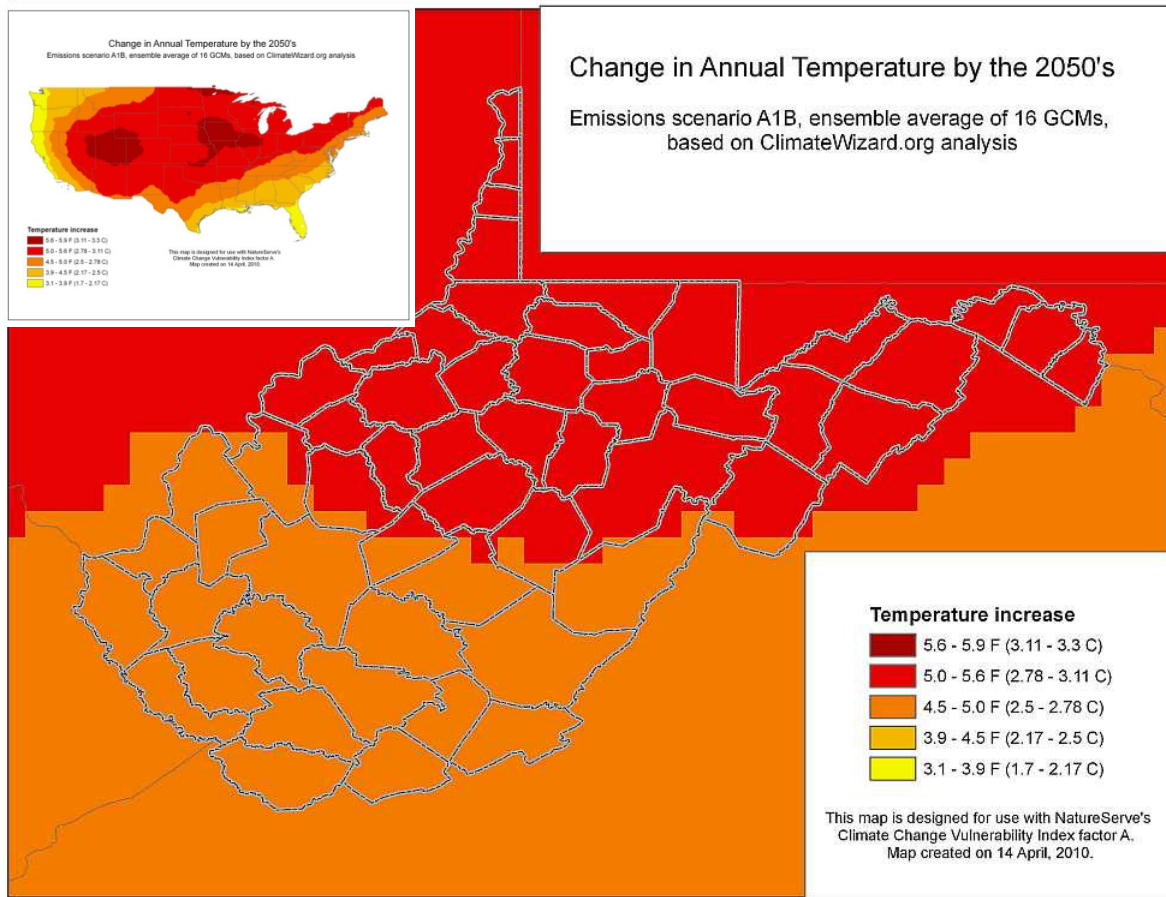 Change in Annual Temperature by the 2050's
Emissions scenario A1B, ensemble average of 16 GCMs, based on ClimateWizard.org analysis
Temperature increase
5.6 - 5.9 F (3.11 - 3.3 C)
5.0 - 5.6 F (2.78 - 3.11 C)
4.5 - 5.0 F (2.5 - 2.78 C)
3.9 - 4.5 F (2.17 - 2.5 C)
3.1 - 3.9 F (1.7 - 2.17 C)
This map is designed for use with NatureServe's
Climate Change Vulnerability Index factor A.
Map created on 14 April, 2010.
Change in Annual Temperature by the 2050's
Emissions scenario A1B, ensemble average of 16 GCMs,
based on ClimateWizard.org analysis
Temperature increase
5.6 - 5.9 F (3.11 - 3.3 C)
5.0 - 5.6 F (2.78 - 3.11 C)
4.5 - 5.0 F (2.5 - 2.78 C)
3.9 - 4.5 F (2.17 - 2.5 C)
3.1 - 3.9 F (1.7 - 2.17 C)
This map is designed for use with NatureServe's
Climate Change Vulnerability Index factor A.
Map created on 14 April, 2010.